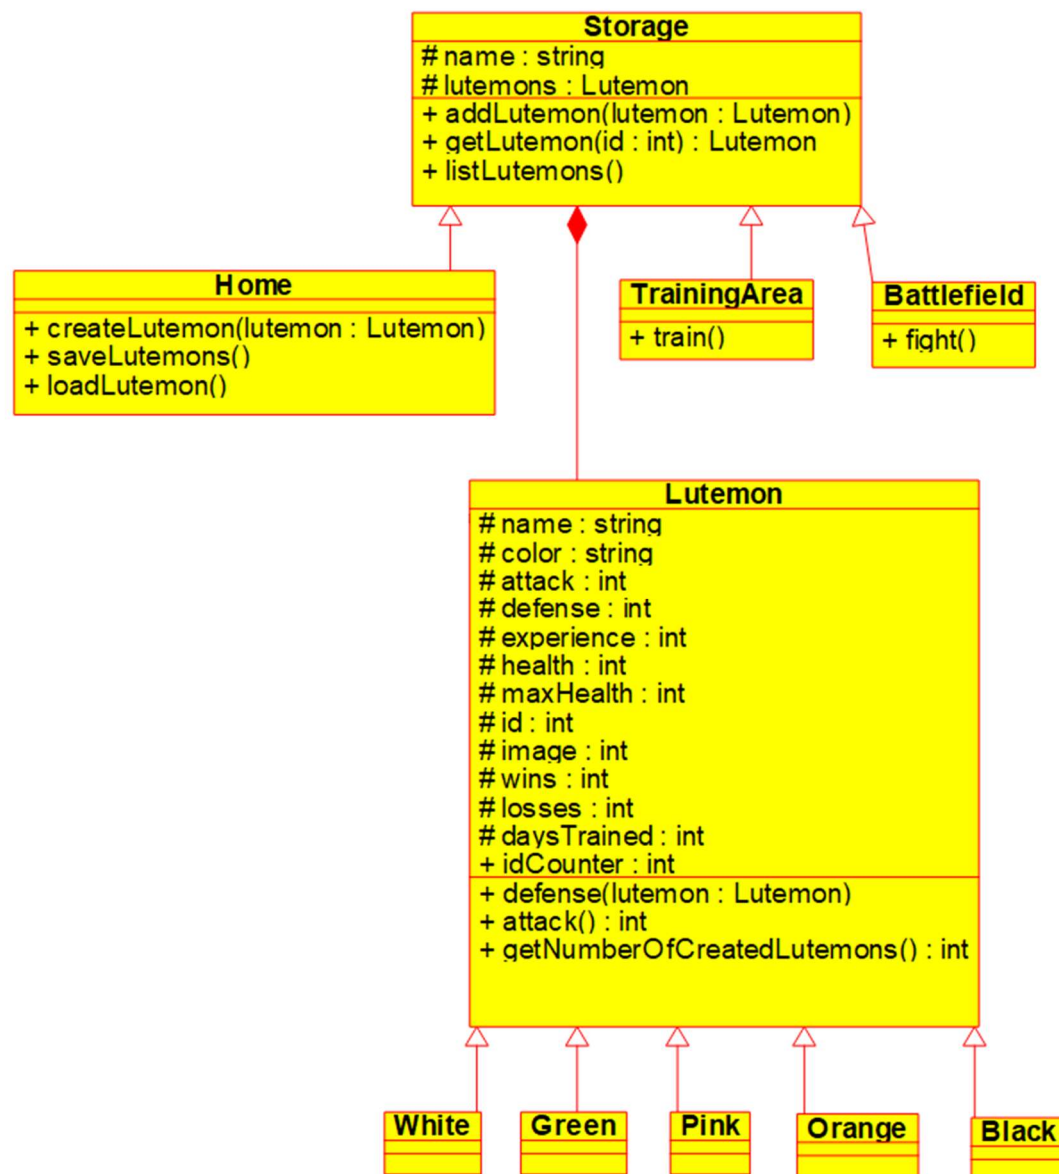 Storage
# name : string
# lutemons : Lutemon
+ addLutemon(lutemon : Lutemon)
+ getLutemon(id : int) : Lutemon
+ listLutemons()
Home
+ createLutemon(lutemon : Lutemon)
+ saveLutemons()
+ loadLutemon()
TrainingArea
+ train()
Battlefield
+ fight()
Lutemon
# name : string
# color : string
# attack : int
# defense : int
# experience : int
# health : int
# maxHealth : int
# id : int
# image : int
# wins : int
# losses : int
# daysTrained : int
+ idCounter : int
+ defense(lutemon : Lutemon)
+ attack() : int
+ getNumberOfCreatedLutemons() : int
White
Green
Pink
Orange
Black